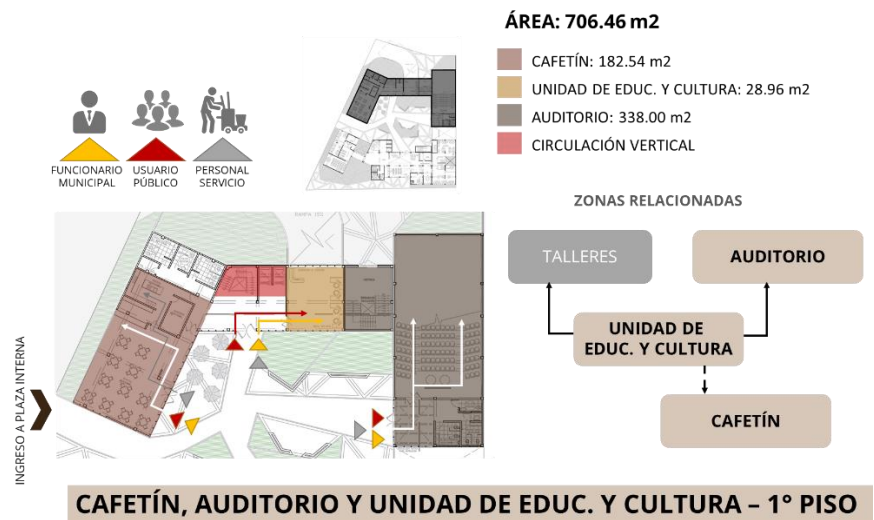 ÁREA: 706.46 m2
CAFETÍN: 182.54 m2
UNIDAD DE EDUC. Y CULTURA: 28.96 m2
AUDITORIO: 338.00 m2
CIRCULACIÓN VERTICAL
FUNCIONARIO
MUNICIPAL
USUARIO
PÚBLICO
PERSONAL
SERVICIO
ZONAS RELACIONADAS
TALLERES
AUDITORIO
UNIDAD DE
EDUC. Y CULTURA
CAFETÍN
INGRESO A PLAZA INTERNA
CAFETÍN, AUDITORIO Y UNIDAD DE EDUC. Y CULTURA – 1° PISO